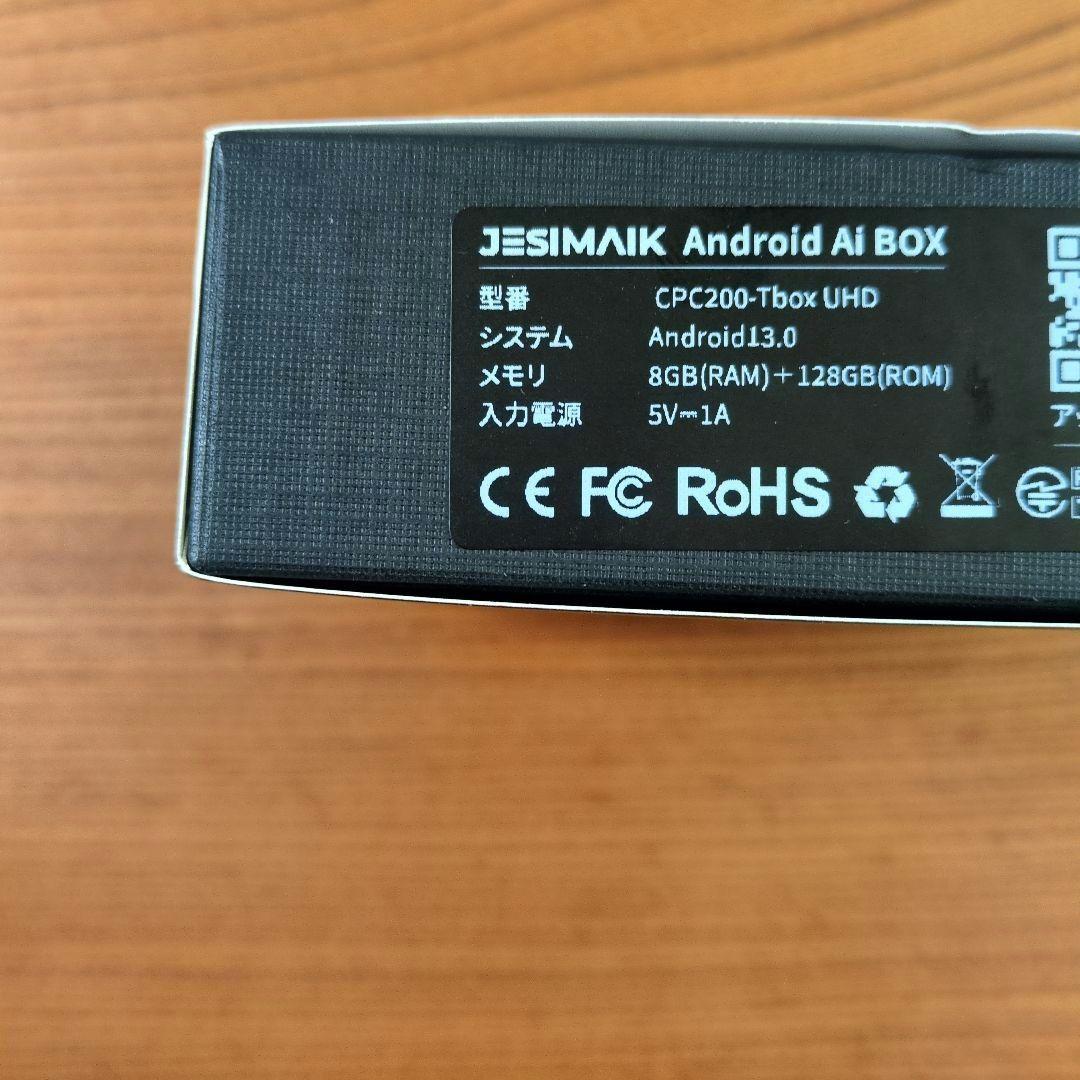 JESIMAIK Android Ai BOX
型番 CPC200-Tbox UHD
システム Android13.0
メモリ 8GB(RAM)+128GB(ROM)
入力電源 5V⎓1A
CE FC RoHS